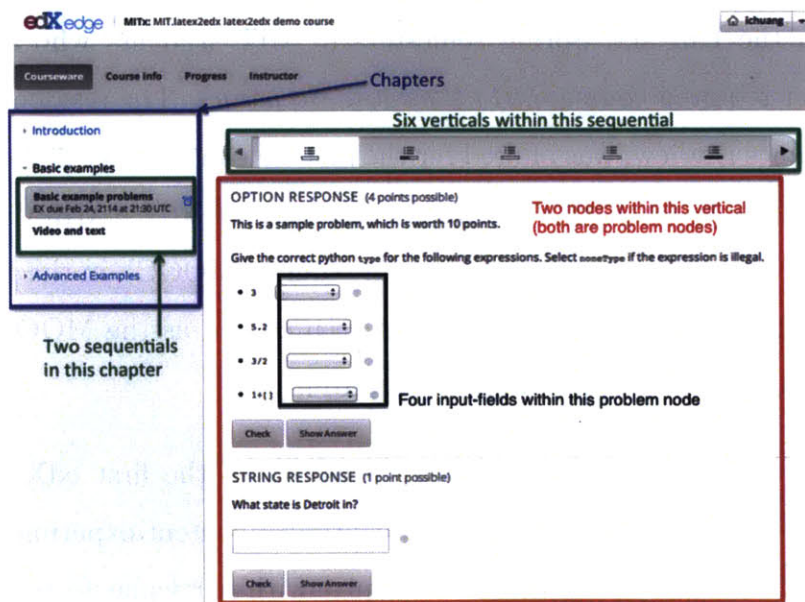 edX edge MITx: MIT.latex2edx latex2edx demo course
ichuang
Courseware Course Info Progress Instructor
Chapters
Introduction
Basic examples
Basic example problems
EX due Feb 24, 2114 at 21:30 UTC
Video and text
Advanced Examples
Two sequentials
in this chapter
Six verticals within this sequential
OPTION RESPONSE (4 points possible)
Two nodes within this vertical
(both are problem nodes)
This is a sample problem, which is worth 10 points.
Give the correct python type for the following expressions. Select noneType if the expression is illegal.
• 3
• 5.2
• 3/2
• 1+[]
Four input-fields within this problem node
Check Show Answer
STRING RESPONSE (1 point possible)
What state is Detroit in?
Check Show Answer